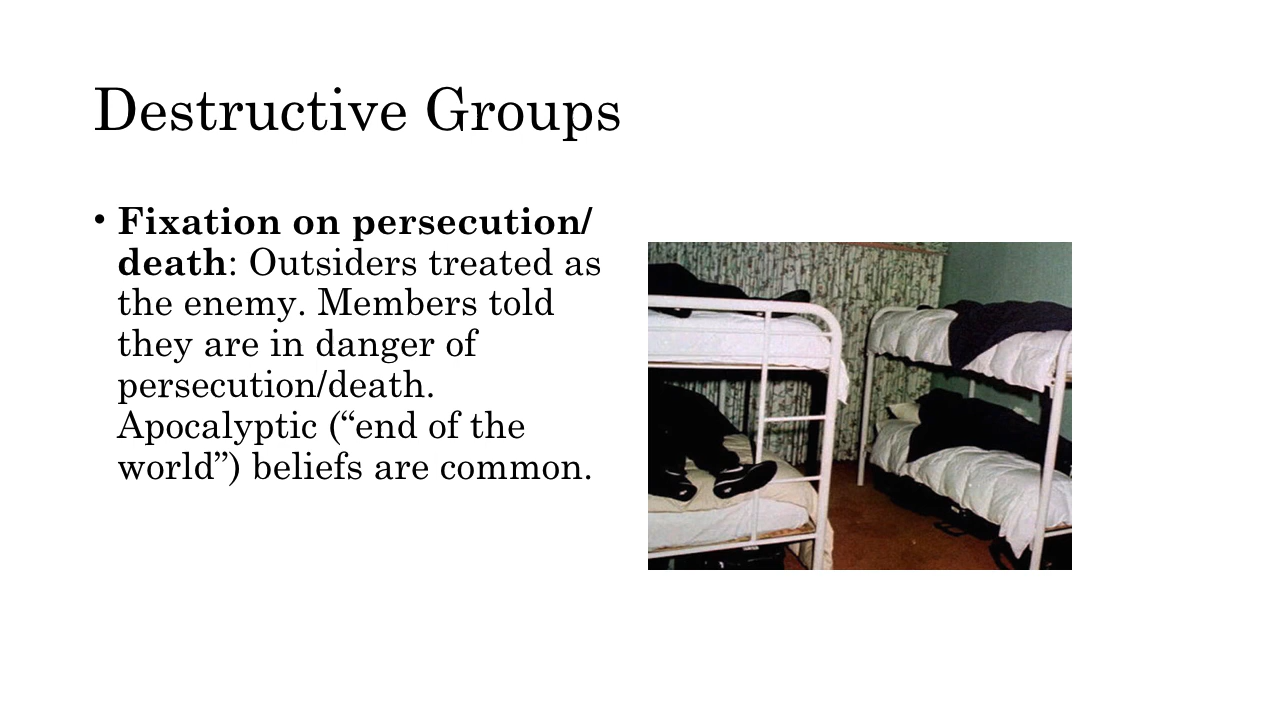 Destructive Groups
• Fixation on persecution/
death: Outsiders treated as
the enemy. Members told
they are in danger of
persecution/death.
Apocalyptic (“end of the
world”) beliefs are common.